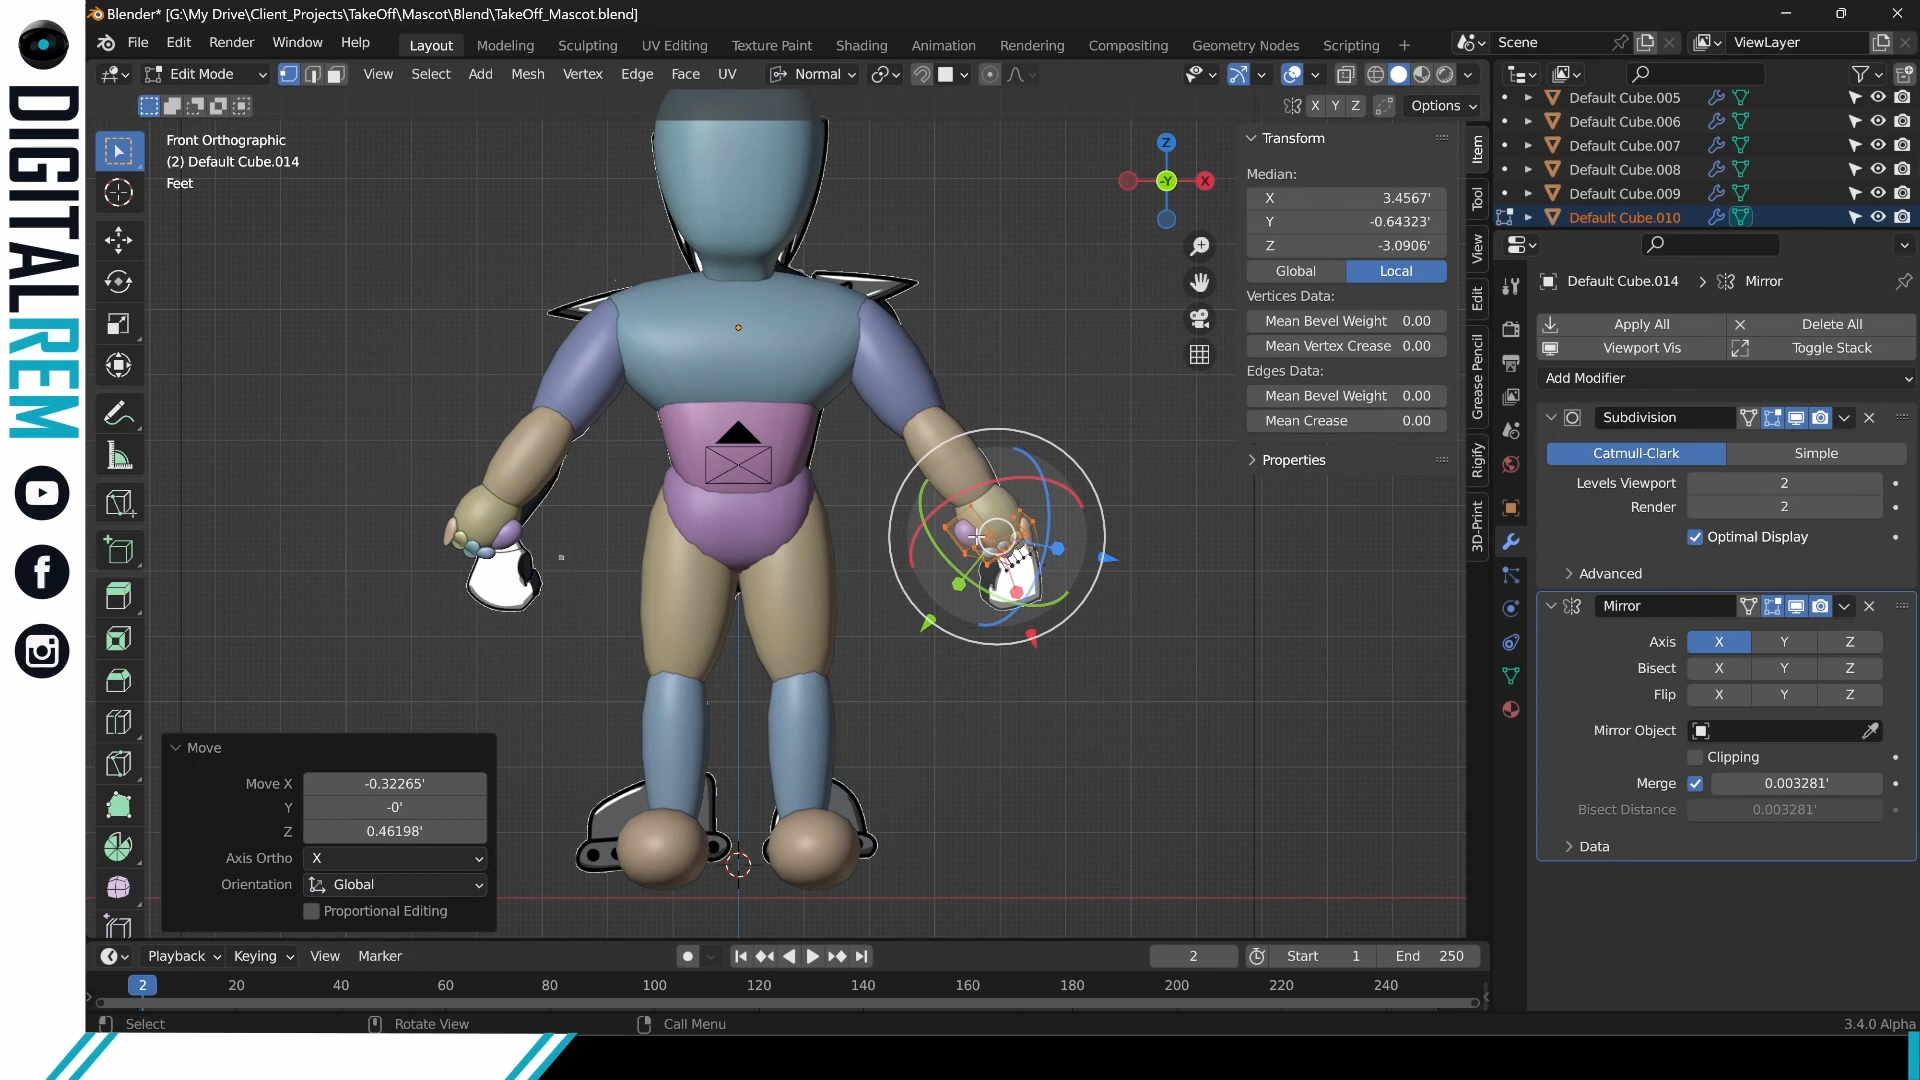 DIGITALREM
Blender* [G:\My Drive\Client_Projects\TakeOff\Mascot\Blend\TakeOff_Mascot.blend]
File Edit Render Window Help Layout Modeling Sculpting UV Editing Texture Paint Shading Animation Rendering Compositing Geometry Nodes Scripting + Scene ViewLayer
Edit Mode View Select Add Mesh Vertex Edge Face UV Normal
X Y Z Options
Front Orthographic
(2) Default Cube.014
Feet
Z
-Y
X
Transform
Median:
X 3.4567'
Y -0.64323'
Z -3.0906'
Global Local
Vertices Data:
Mean Bevel Weight 0.00
Mean Vertex Crease 0.00
Edges Data:
Mean Bevel Weight 0.00
Mean Crease 0.00
Properties
Item
Tool
View
Edit
Grease Pencil
Rigify
3D-Print
Default Cube.005
Default Cube.006
Default Cube.007
Default Cube.008
Default Cube.009
Default Cube.010
Default Cube.014 Mirror
Apply All Delete All
Viewport Vis Toggle Stack
Add Modifier
Subdivision
Catmull-Clark Simple
Levels Viewport 2
Render 2
Optimal Display
Advanced
Mirror
Axis X Y Z
Bisect X Y Z
Flip X Y Z
Mirror Object
Clipping
Merge 0.003281'
Bisect Distance 0.003281'
Data
Move
Move X -0.32265'
Y -0'
Z 0.46198'
Axis Ortho X
Orientation Global
Proportional Editing
Playback Keying View Marker 2 Start 1 End 250
2 20 40 60 80 100 120 140 160 180 200 220 240
Select Rotate View Call Menu 3.4.0 Alpha